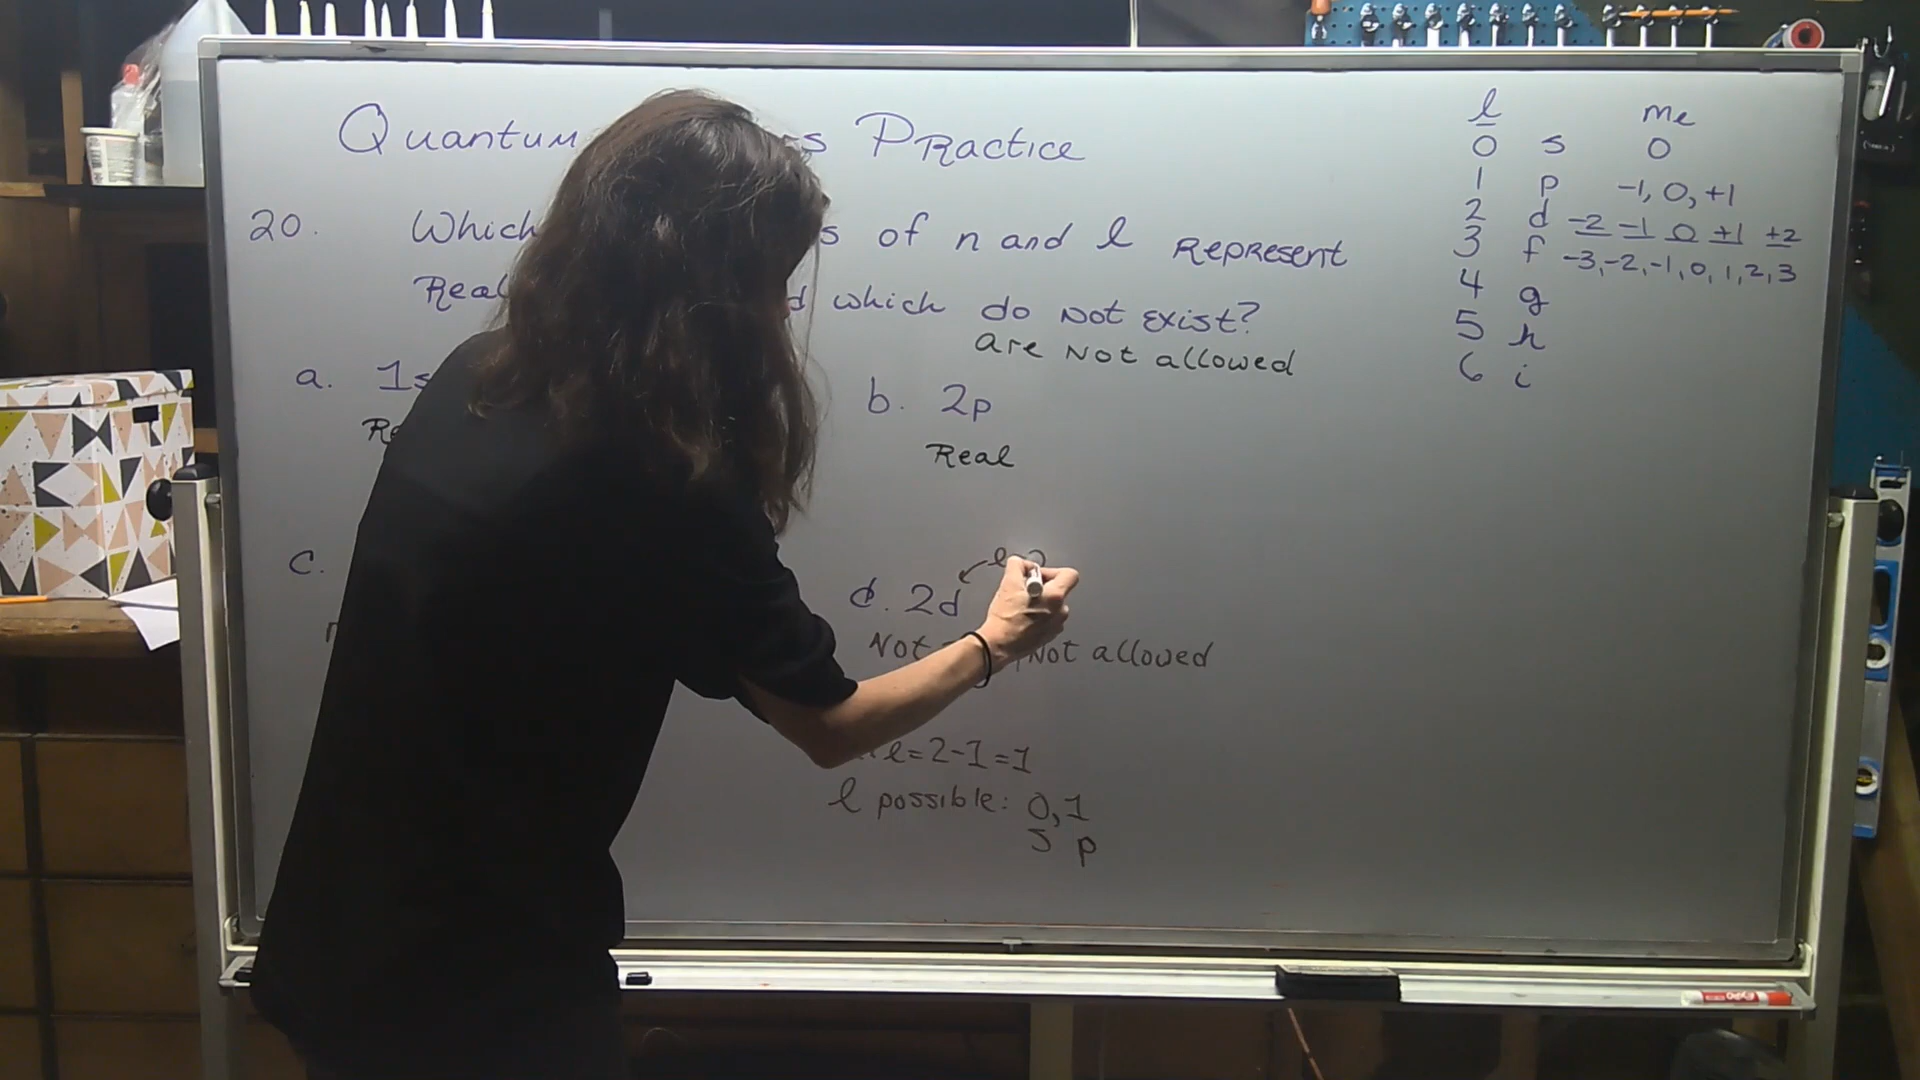 Quantum PRactice
20. Which of n and l Represent
Real which do Not Exist?
are Not allowed
a. 1s
b. 2p
Real
c.
d. 2d
Not Not allowed
l=2-1=1
l possible: 0,1
s p
l me
0 s 0
1 p -1, 0, +1
2 d -2 -1 0 +1 +2
3 f -3,-2,-1,0,1,2,3
4 g
5 h
6 i
EXPO